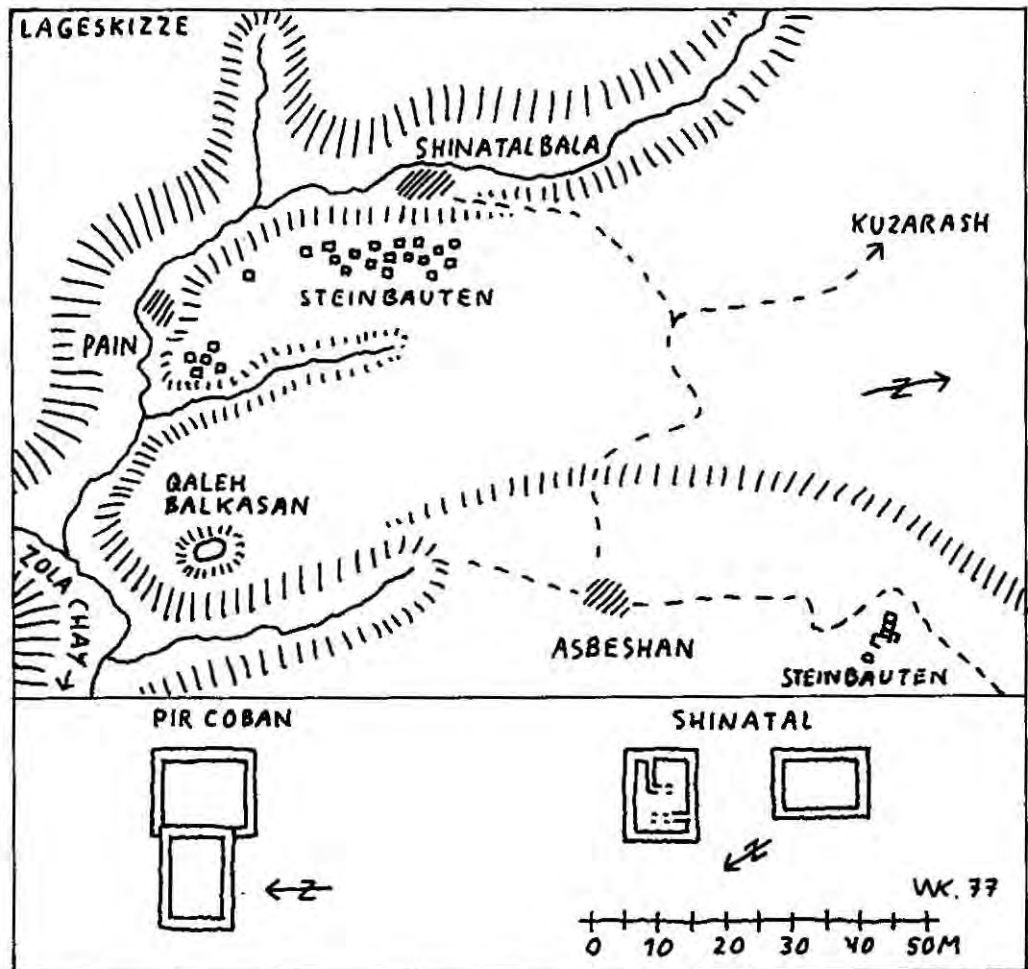 LAGESKIZZE
SHINATALBALA
KUZARASH
STEINBAUTEN
PAIN
Z
QALEH
BALKASAN
ZOLA CHAY
ASBESHAN
STEINBAUTEN
PIR COBAN
SHINATAL
Z
Z
WK. 77
0 10 20 30 40 50M